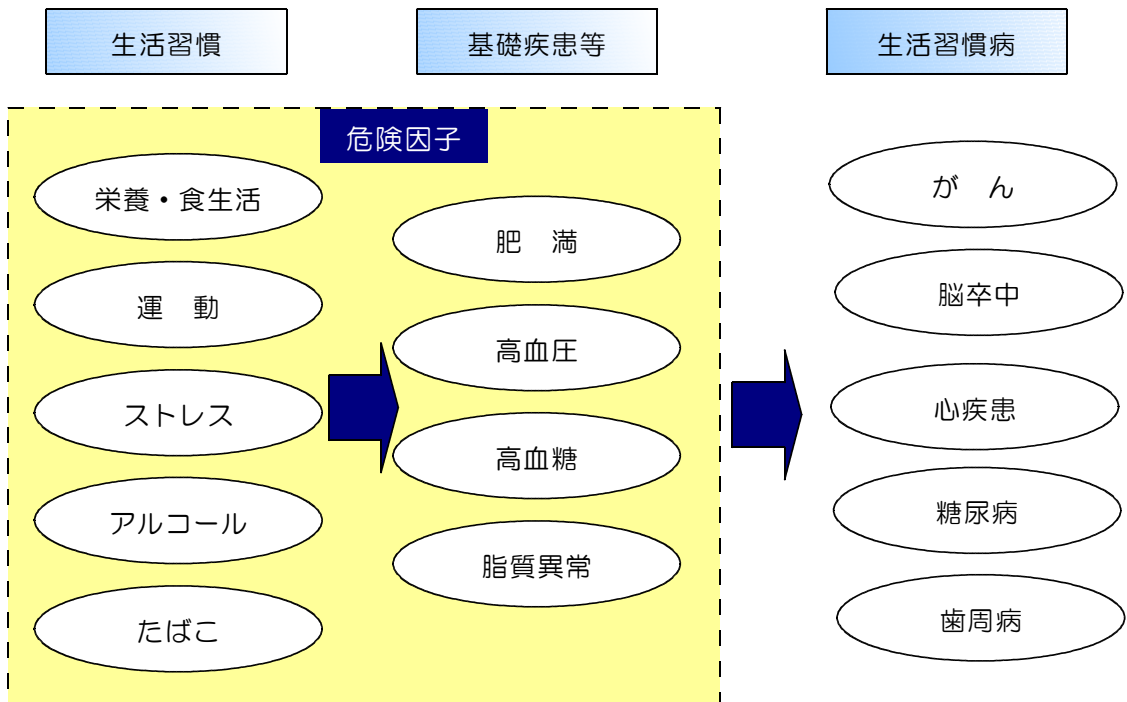 生活習慣
基礎疾患等
生活習慣病
危険因子
栄養・食生活
運　動
ストレス
アルコール
たばこ
肥　満
高血圧
高血糖
脂質異常
が　ん
脳卒中
心疾患
糖尿病
歯周病